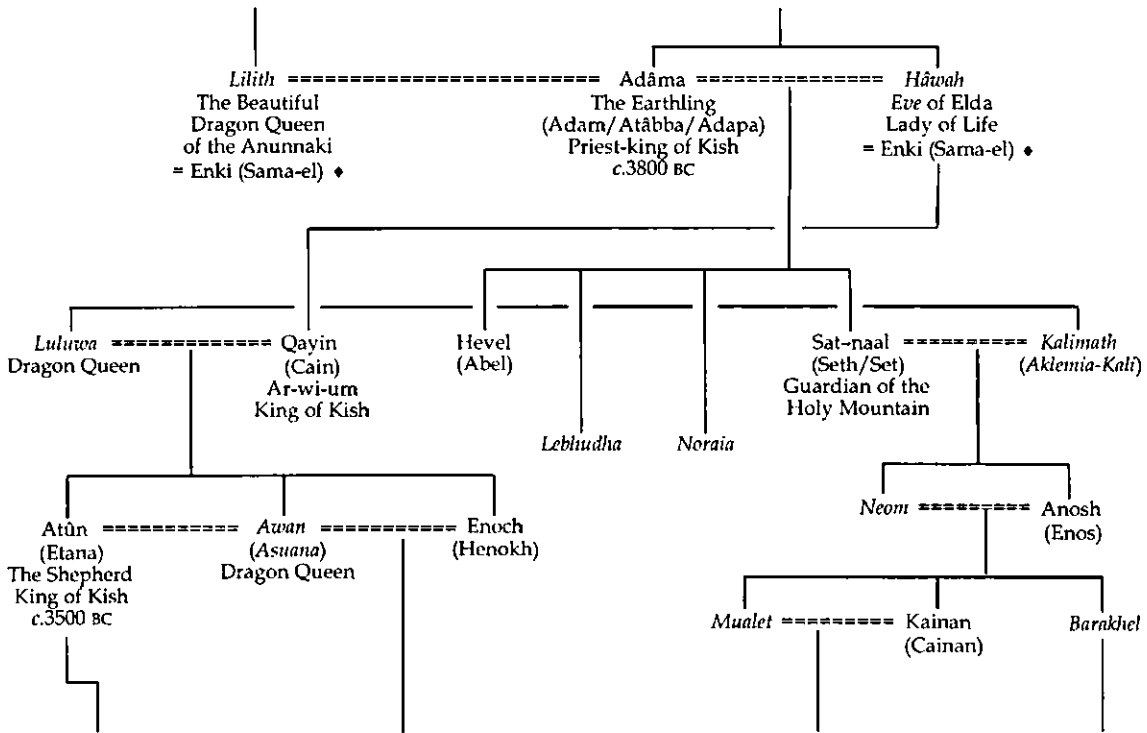 Lilith
The Beautiful
Dragon Queen
of the Anunnaki
= Enki (Sama-el) ♦
Adâma
The Earthling
(Adam/Atâbba/Adapa)
Priest-king of Kish
c.3800 BC
Hâwah
Eve of Elda
Lady of Life
= Enki (Sama-el) ♦
Luluwa
Dragon Queen
Qayin
(Cain)
Ar-wi-um
King of Kish
Hevel
(Abel)
Lebhudha
Noraia
Sat-naal
(Seth/Set)
Guardian of the
Holy Mountain
Kalimath
(Aklemia-Kali)
Atûn
(Etana)
The Shepherd
King of Kish
c.3500 BC
Awan
(Asuana)
Dragon Queen
Enoch
(Henokh)
Neom
Anosh
(Enos)
Mualet
Kainan
(Cainan)
Barakhel